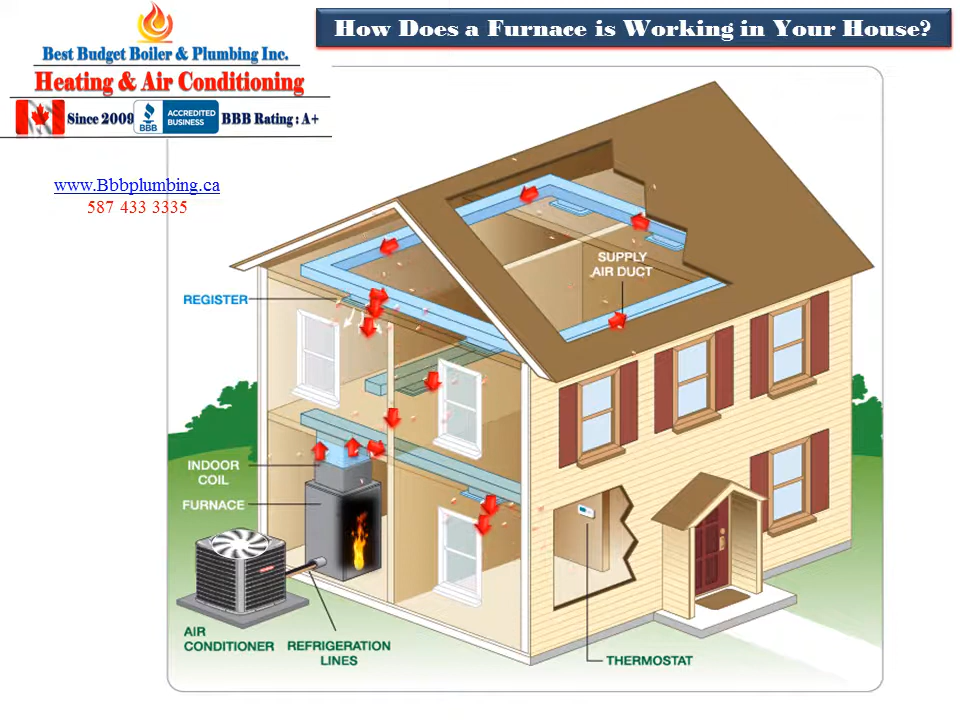 How Does a Furnace is Working in Your House?
Best Budget Boiler & Plumbing Inc.
Heating & Air Conditioning
Since 2009 BBB ACCREDITED BUSINESS BBB Rating : A+
www.Bbbplumbing.ca
587 433 3335
SUPPLY
AIR DUCT
REGISTER
INDOOR
COIL
FURNACE
AIR
CONDITIONER
REFRIGERATION
LINES
THERMOSTAT